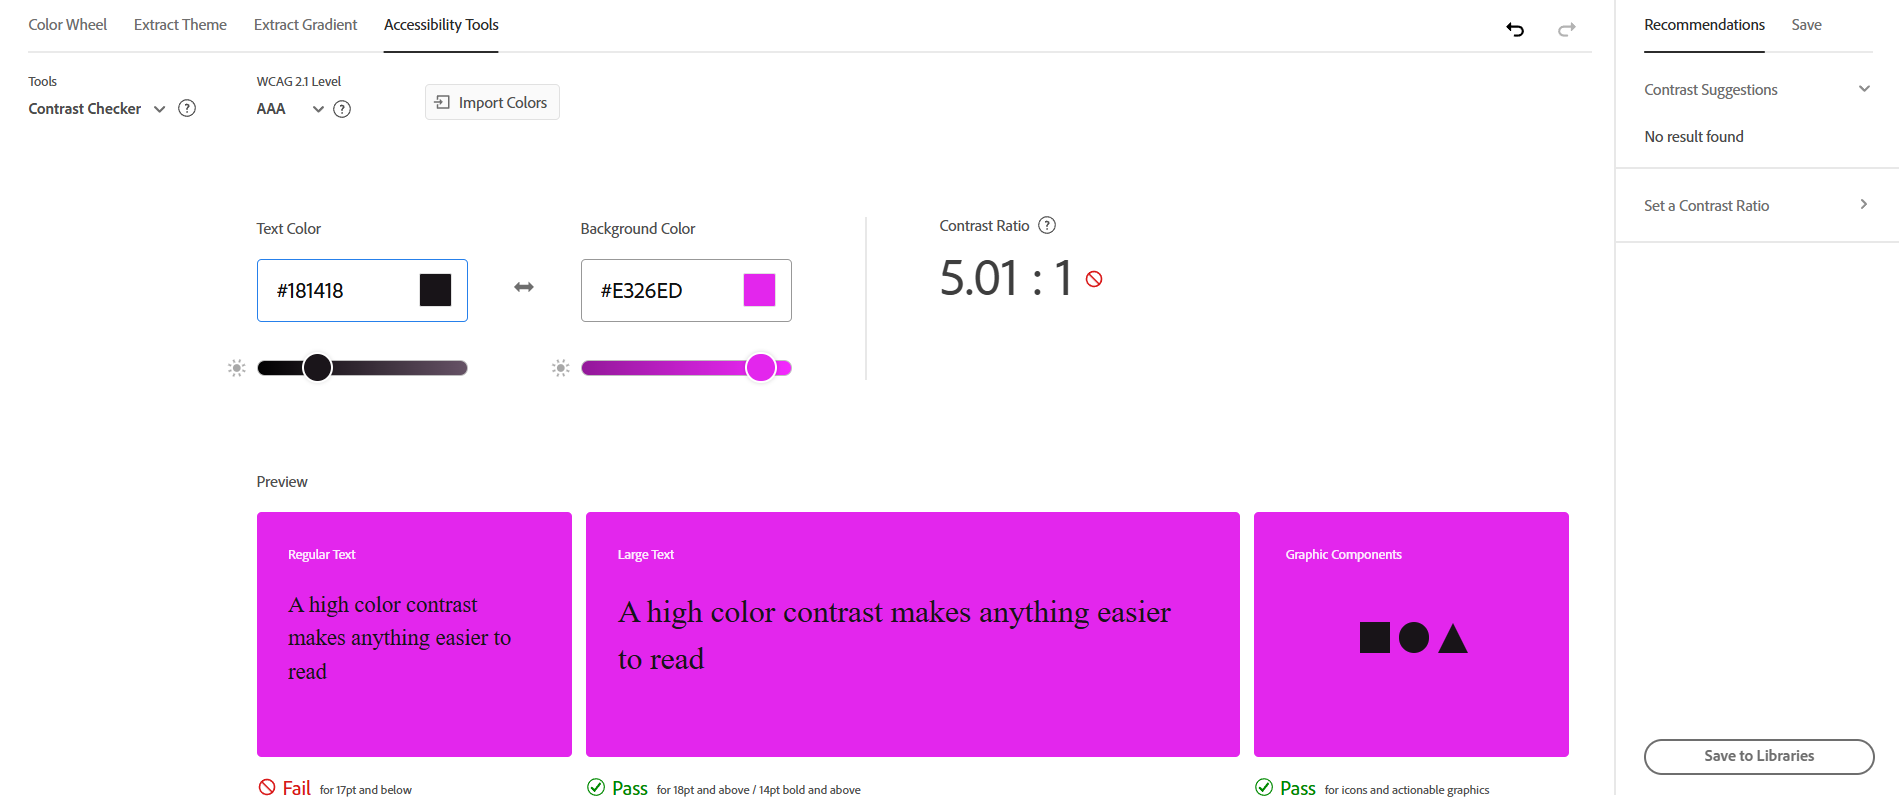 Color Wheel Extract Theme Extract Gradient Accessibility Tools
Recommendations Save
Tools
Contrast Checker
WCAG 2.1 Level
AAA
Import Colors
Contrast Suggestions
No result found
Set a Contrast Ratio
Text Color
#181418
Background Color
#E326ED
Contrast Ratio
5.01 : 1
Preview
Regular Text
A high color contrast
makes anything easier to
read
Fail for 17pt and below
Large Text
A high color contrast makes anything easier
to read
Pass for 18pt and above / 14pt bold and above
Graphic Components
Pass for icons and actionable graphics
Save to Libraries